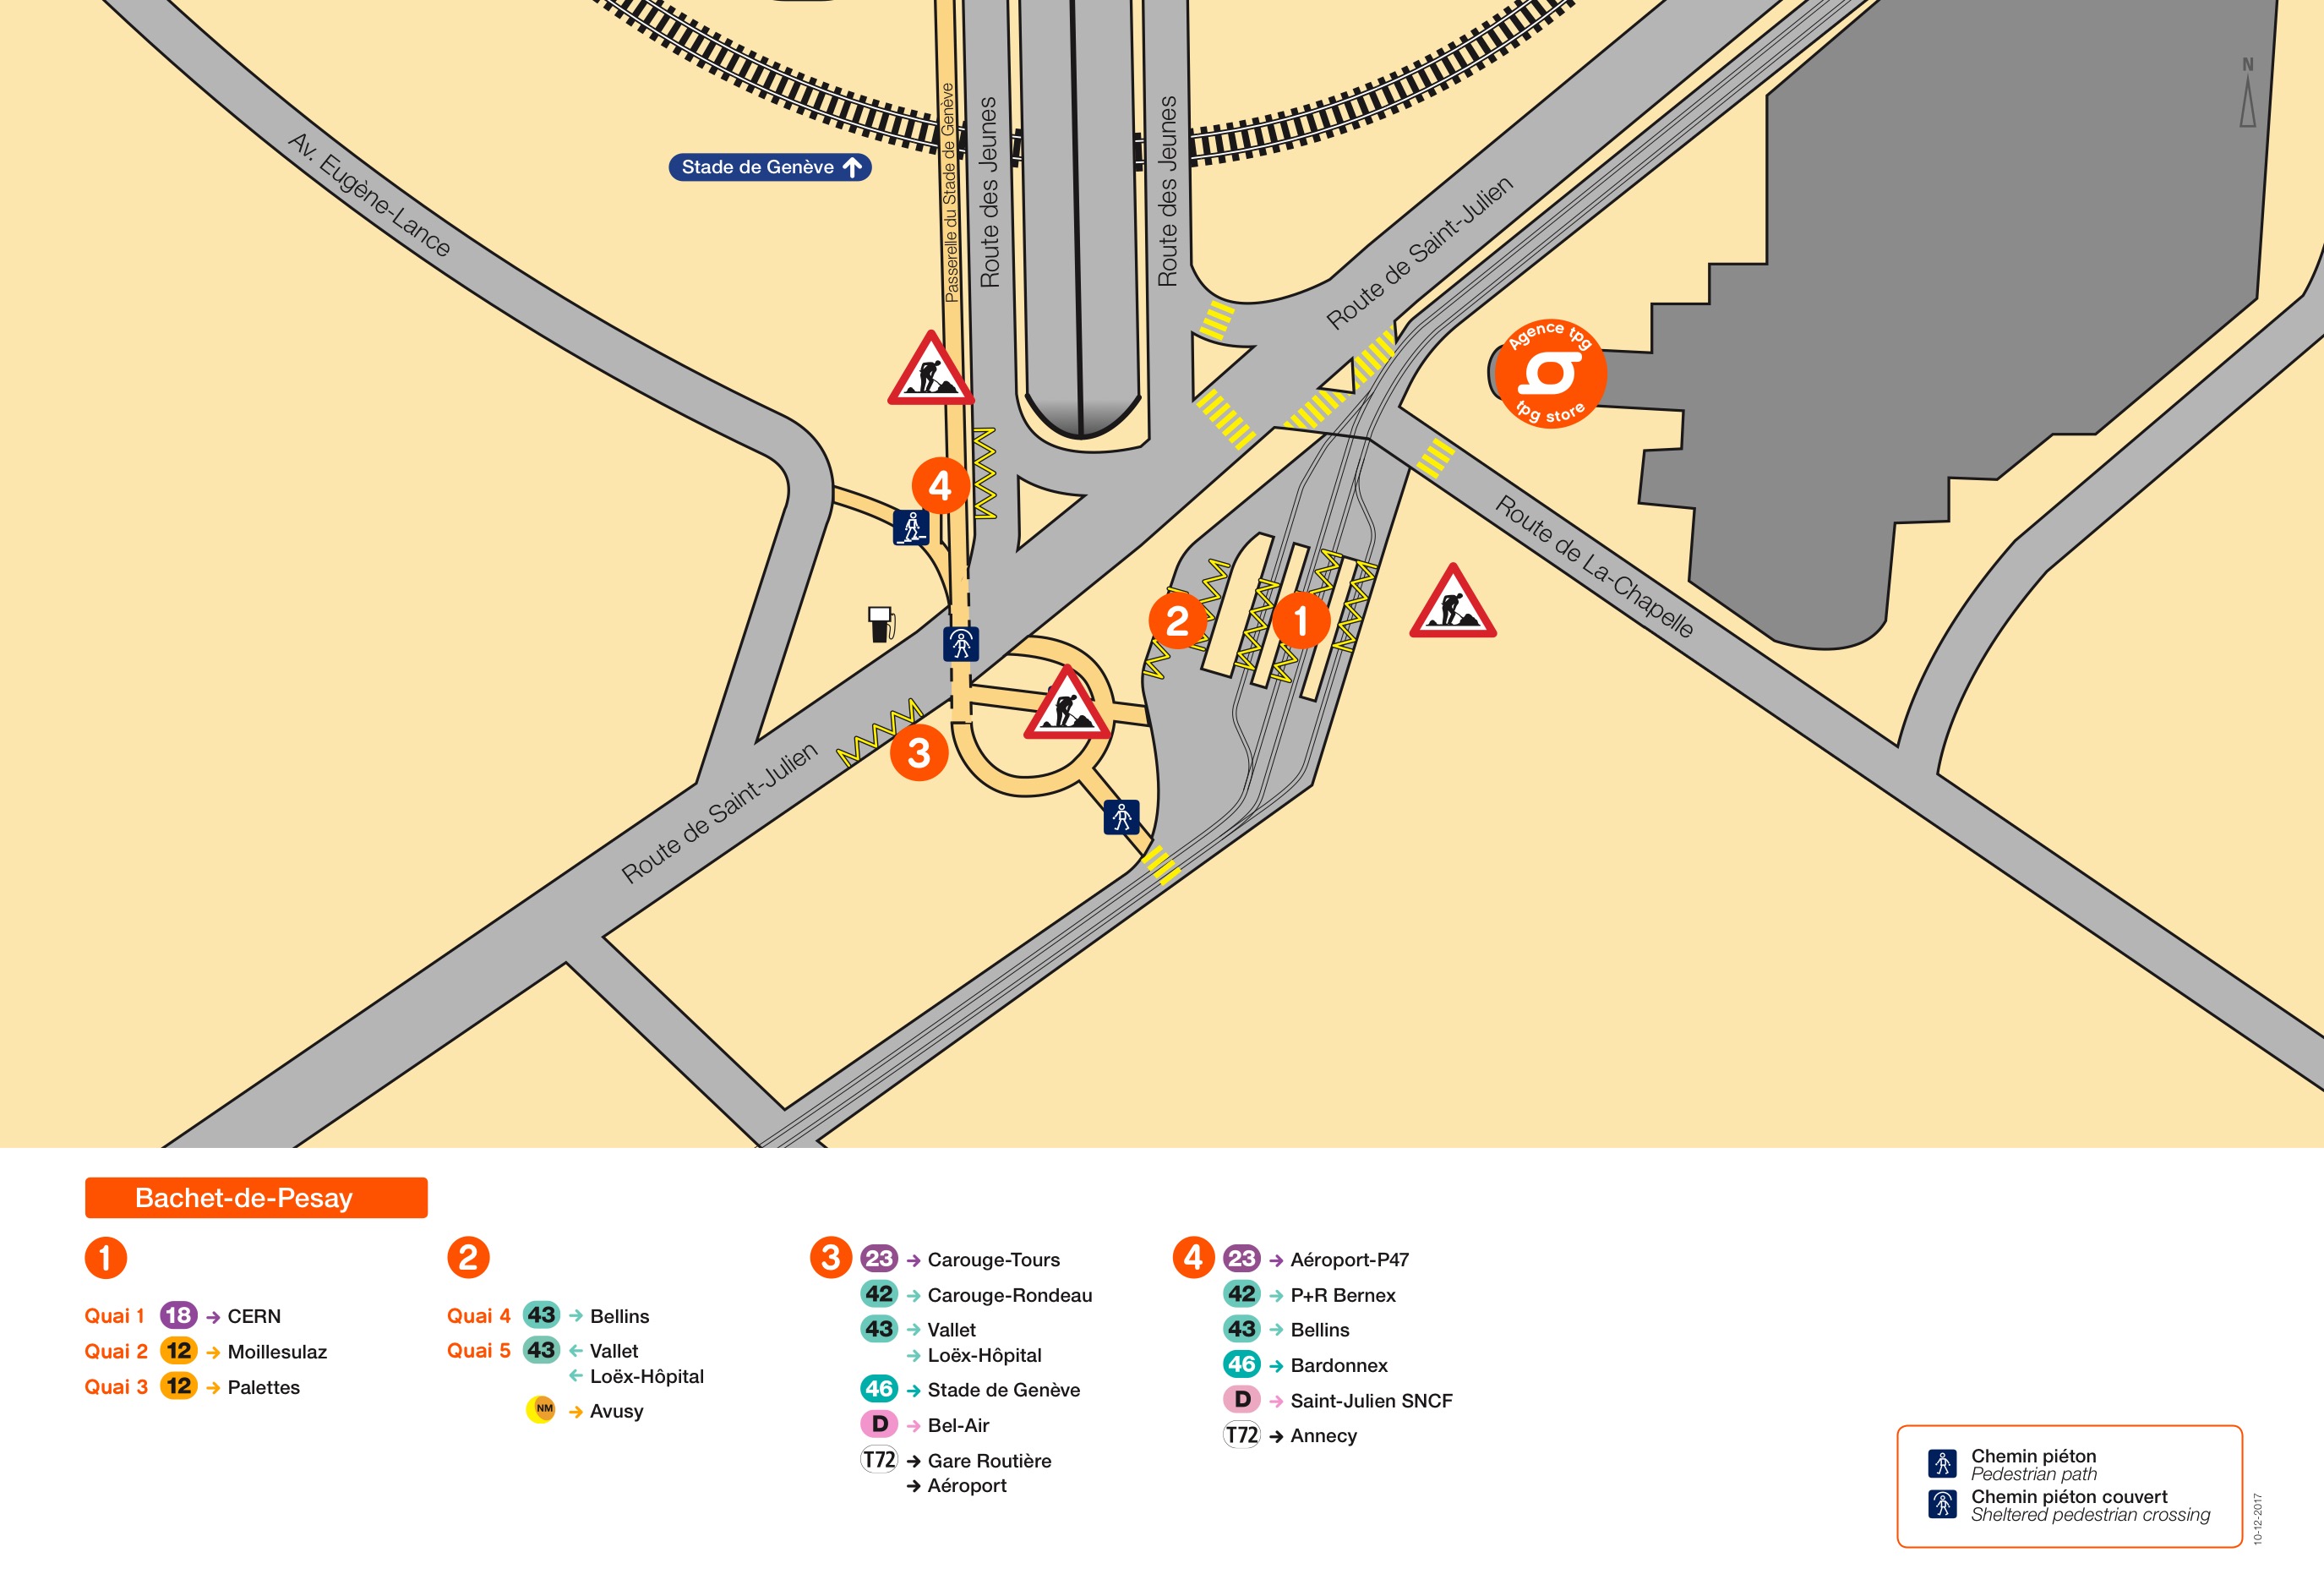 N
Av. Eugène-Lance
Stade de Genève
Passerelle du Stade de Genève
Route des Jeunes
Route des Jeunes
Route de Saint-Julien
Agence tpg
tpg store
Route de La-Chapelle
4
2
1
3
Route de Saint-Julien
Bachet-de-Pesay
1
Quai 1 18 → CERN
Quai 2 12 → Moillesulaz
Quai 3 12 → Palettes
2
Quai 4 43 → Bellins
Quai 5 43 ← Vallet
← Loëx-Hôpital
NM → Avusy
3
23 → Carouge-Tours
42 → Carouge-Rondeau
43 → Vallet
→ Loëx-Hôpital
46 → Stade de Genève
D → Bel-Air
T72 → Gare Routière
→ Aéroport
4
23 → Aéroport-P47
42 → P+R Bernex
43 → Bellins
46 → Bardonnex
D → Saint-Julien SNCF
T72 → Annecy
Chemin piéton
Pedestrian path
Chemin piéton couvert
Sheltered pedestrian crossing
10-12-2017